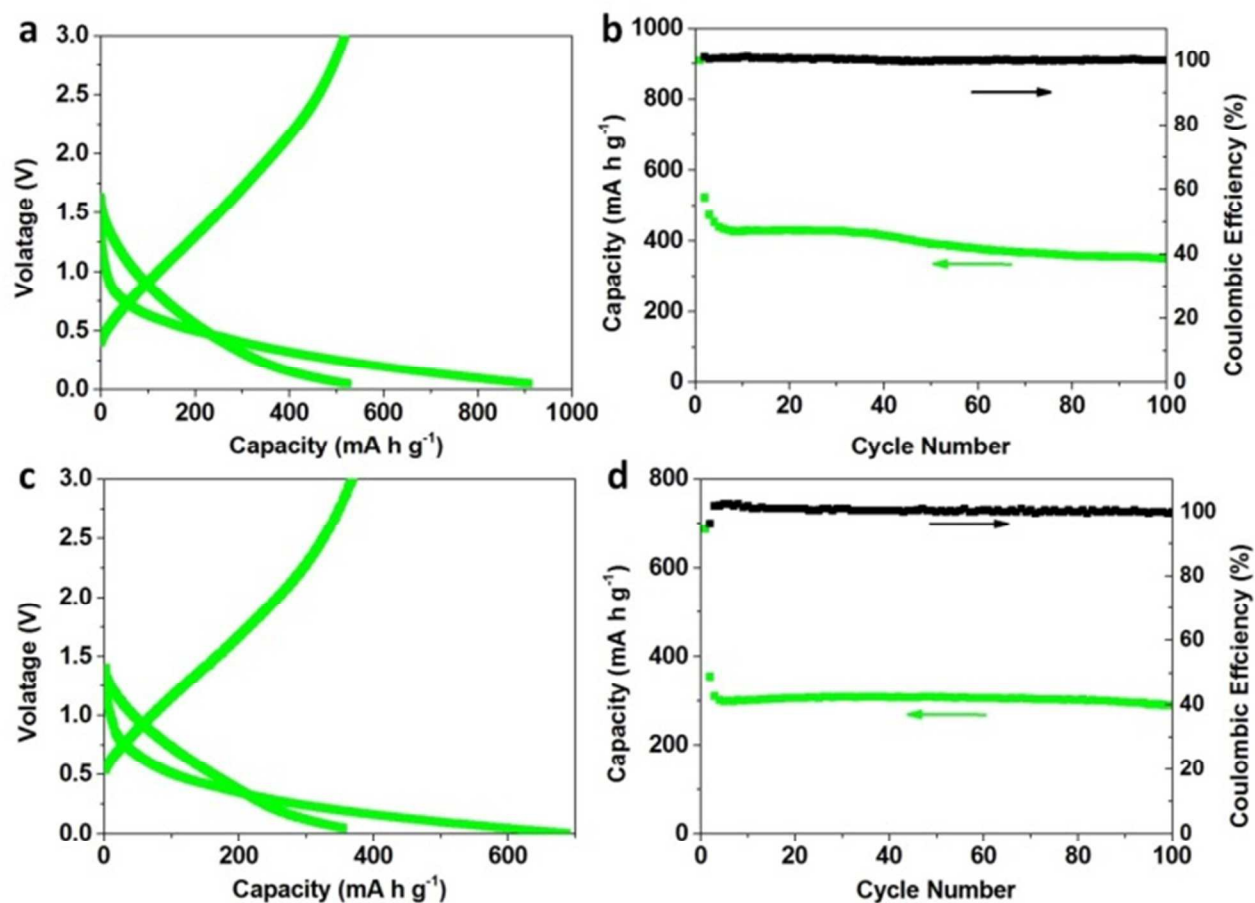 a
3.0
2.5
2.0
1.5
1.0
0.5
0.0
Volatage (V)
0 200 400 600 800 1000
Capacity (mA h g-1)
b
1000
800
600
400
200
0
Capacity (mA h g-1)
100
80
60
40
20
0
Coulombic Effciency (%)
0 20 40 60 80 100
Cycle Number
c
3.0
2.5
2.0
1.5
1.0
0.5
0.0
Volatage (V)
0 200 400 600
Capacity (mA h g-1)
d
800
600
400
200
0
Capacity (mA h g-1)
100
80
60
40
20
0
Coulombic Effciency (%)
0 20 40 60 80 100
Cycle Number